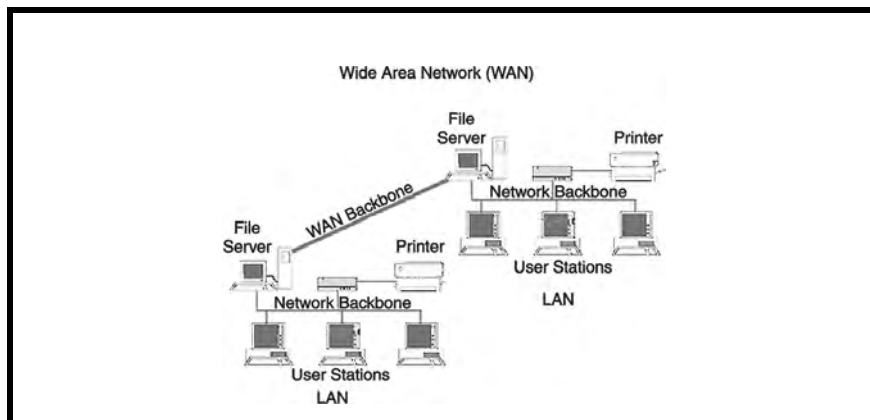 Wide Area Network (WAN)
File
Server
Printer
Network Backbone
User Stations
LAN
WAN Backbone
File
Server
Printer
Network Backbone
User Stations
LAN